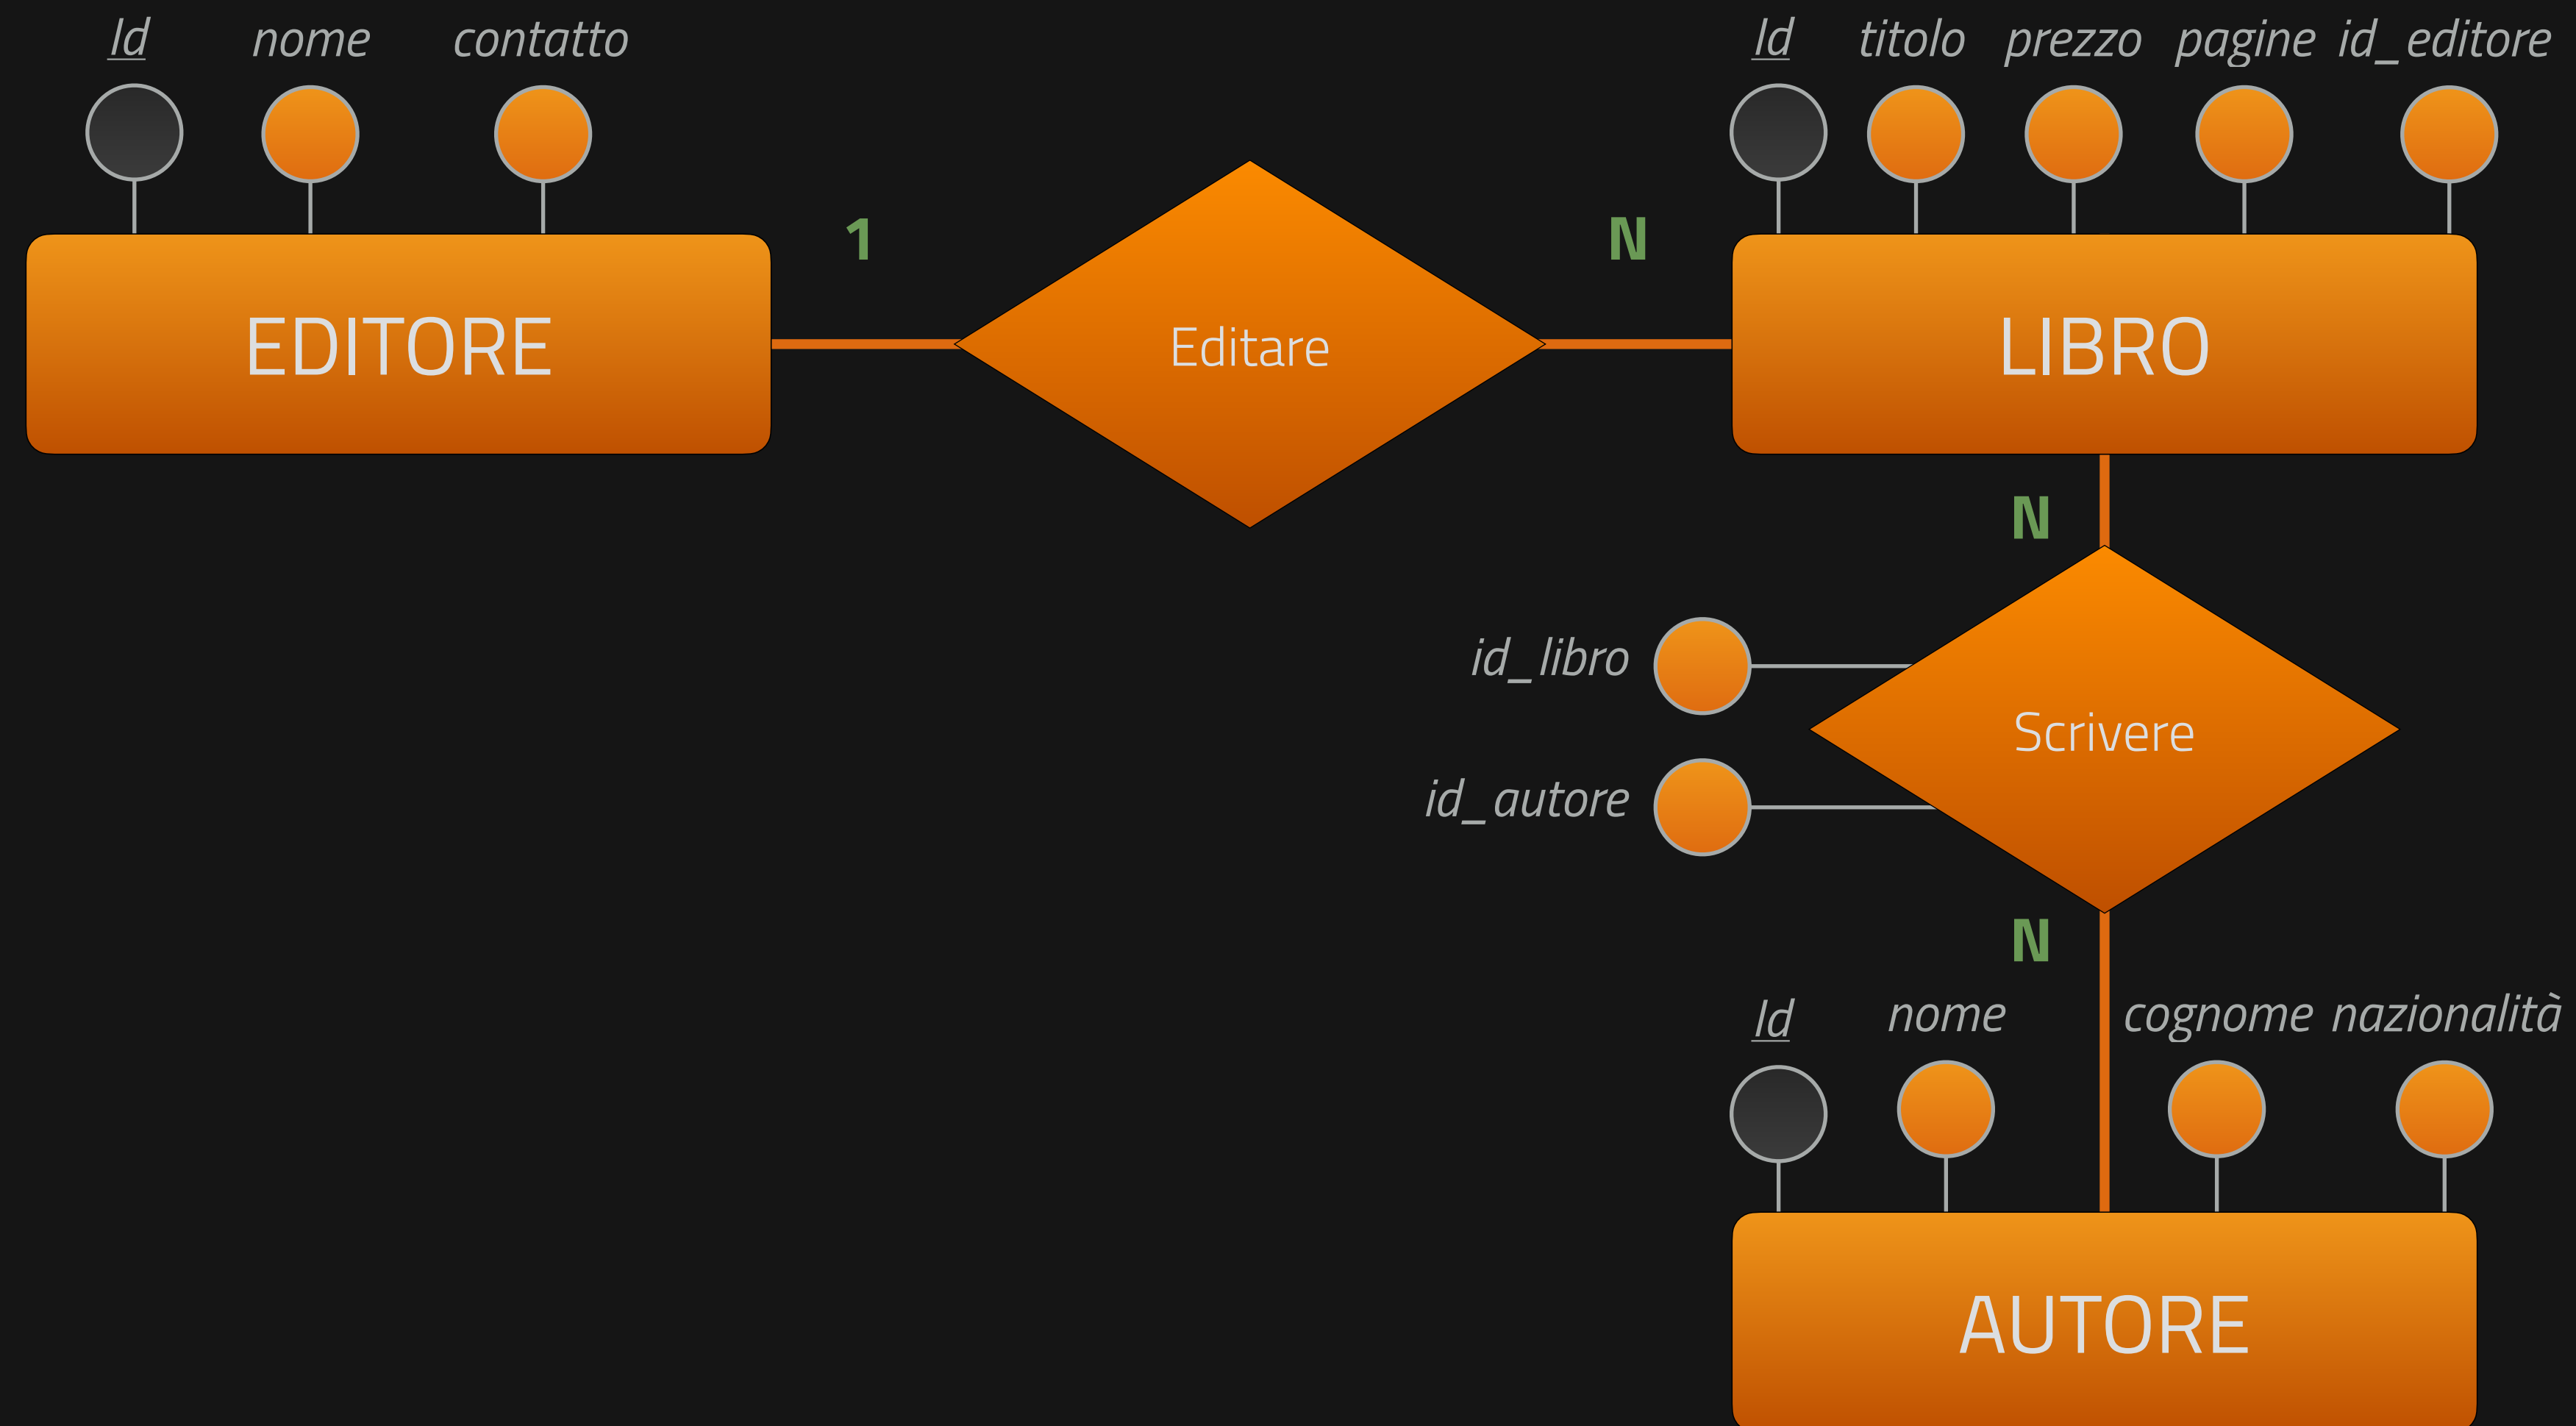 Id nome contatto
Id titolo prezzo pagine id_editore
1 N
EDITORE
Editare
LIBRO
N
id_libro
Scrivere
id_autore
N
Id nome cognome nazionalità
AUTORE